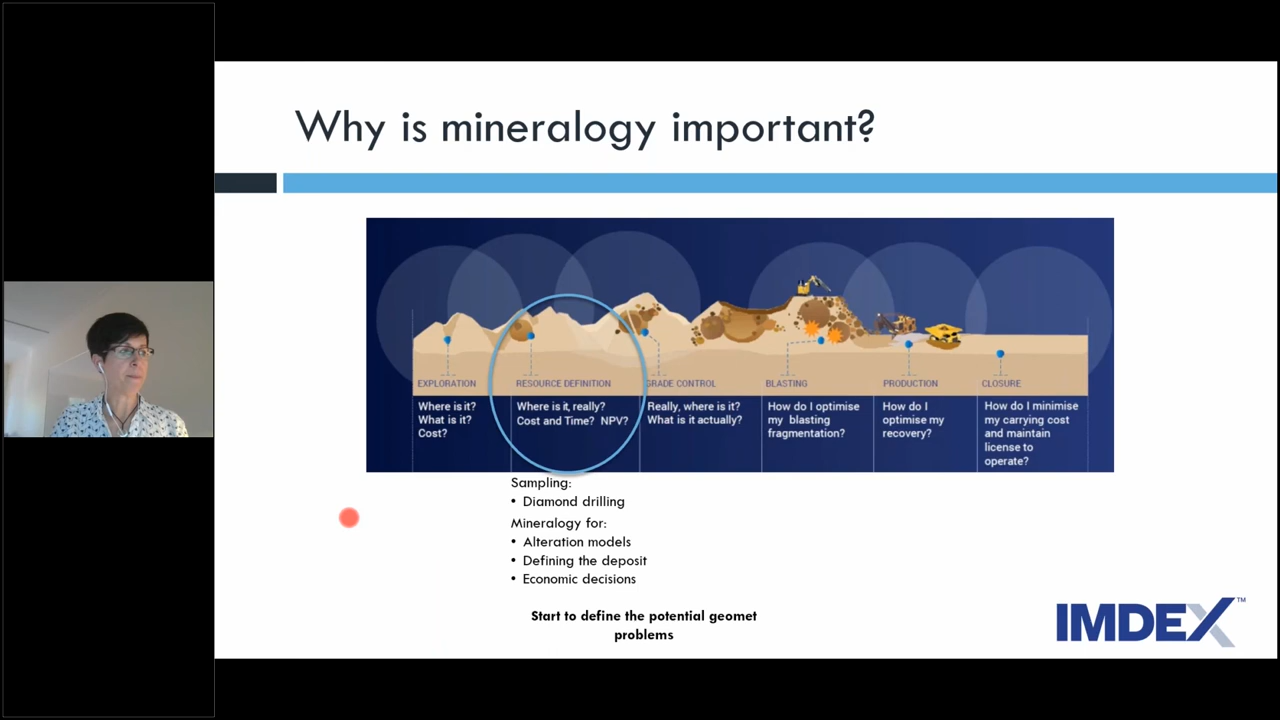 Why is mineralogy important?
EXPLORATION
Where is it?
What is it?
Cost?
RESOURCE DEFINITION
Where is it, really?
Cost and Time? NPV?
GRADE CONTROL
Really, where is it?
What is it actually?
BLASTING
How do I optimise
my blasting
fragmentation?
PRODUCTION
How do I
optimise my
recovery?
CLOSURE
How do I minimise
my carrying cost
and maintain
license to
operate?
Sampling:
• Diamond drilling
Mineralogy for:
• Alteration models
• Defining the deposit
• Economic decisions
Start to define the potential geomet
problems
IMDEX™